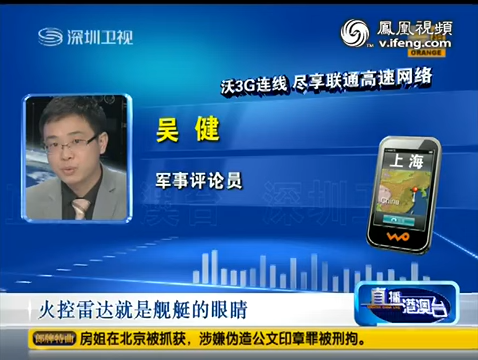 深圳卫视
凤凰视频
v.ifeng.com
ORANGE
沃3G连线 尽享联通高速网络
吴健
军事评论员
上海
火控雷达就是舰艇的眼睛
直播港澳台
房姐在北京被抓获，涉嫌伪造公文印章罪被刑拘。